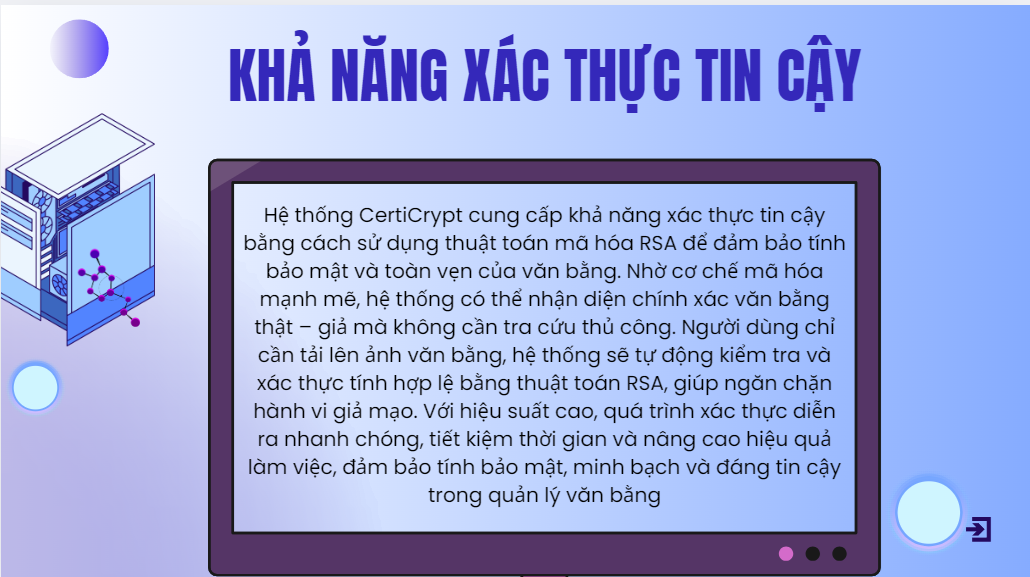 KHẢ NĂNG XÁC THỰC TIN CẬY
Hệ thống CertiCrypt cung cấp khả năng xác thực tin cậy
bằng cách sử dụng thuật toán mã hóa RSA để đảm bảo tính
bảo mật và toàn vẹn của văn bằng. Nhờ cơ chế mã hóa
mạnh mẽ, hệ thống có thể nhận diện chính xác văn bằng
thật – giả mà không cần tra cứu thủ công. Người dùng chỉ
cần tải lên ảnh văn bằng, hệ thống sẽ tự động kiểm tra và
xác thực tính hợp lệ bằng thuật toán RSA, giúp ngăn chặn
hành vi giả mạo. Với hiệu suất cao, quá trình xác thực diễn
ra nhanh chóng, tiết kiệm thời gian và nâng cao hiệu quả
làm việc, đảm bảo tính bảo mật, minh bạch và đáng tin cậy
trong quản lý văn bằng